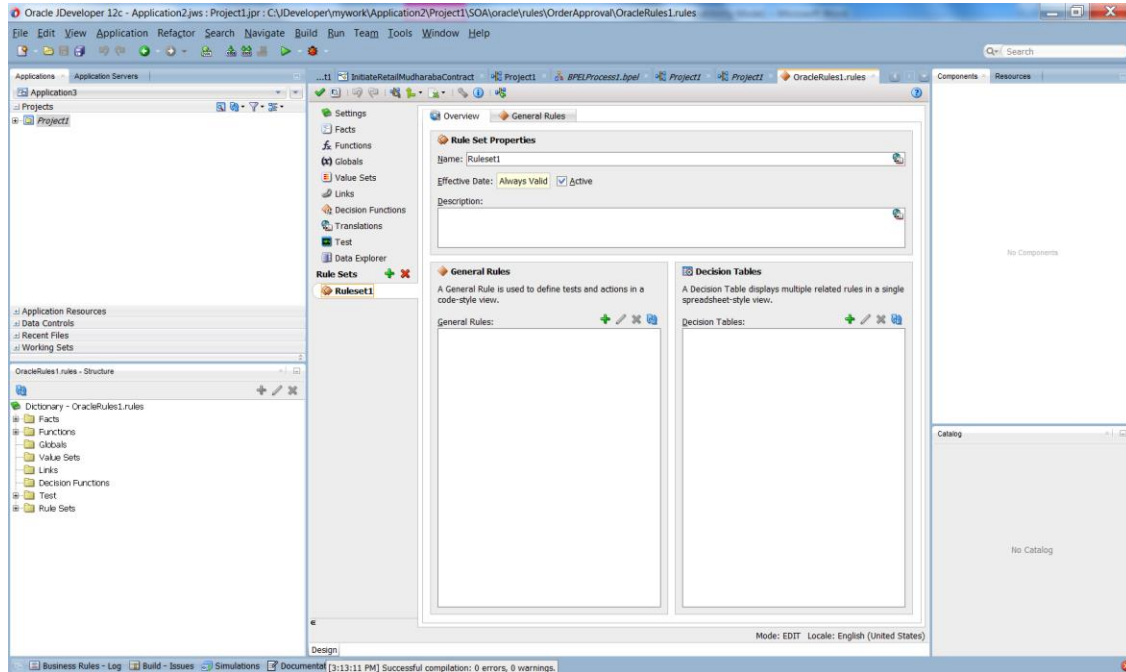 Oracle JDeveloper 12c - Application2.jws : Project1.jpr : C:\JDeveloper\mywork\Application2\Project1\SOA\oracle\rules\OrderApproval\OracleRules1.rules
File Edit View Application Refactor Search Navigate Build Run Team Tools Window Help
Search
Applications Application Servers
...t1 InitiateRetailMudharabaContract Project1 BPELProcess1.bpel Project1 Project1 OracleRules1.rules
Components Resources
Application3
Projects
Project1
Settings
Facts
Functions
Globals
Value Sets
Links
Decision Functions
Translations
Test
Data Explorer
Rule Sets
Ruleset1
Overview General Rules
Rule Set Properties
Name: Ruleset1
Effective Date: Always Valid Active
Description:
General Rules
A General Rule is used to define tests and actions in a
code-style view.
General Rules:
Decision Tables
A Decision Table displays multiple related rules in a single
spreadsheet-style view.
Decision Tables:
No Components
Application Resources
Data Controls
Recent Files
Working Sets
OracleRules1.rules - Structure
Dictionary - OracleRules1.rules
Facts
Functions
Globals
Value Sets
Links
Decision Functions
Test
Rule Sets
Catalog
No Catalog
Mode: EDIT Locale: English (United States)
Design
Business Rules - Log Build - Issues Simulations Documentat [3:13:11 PM] Successful compilation: 0 errors, 0 warnings.